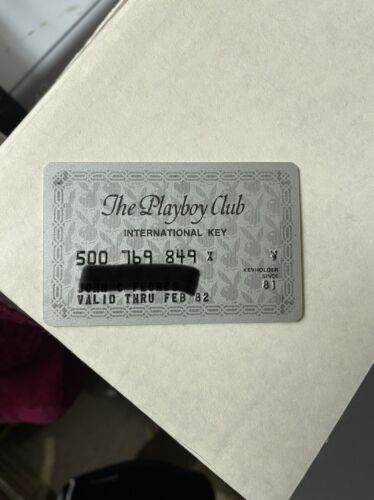 The Playboy Club
INTERNATIONAL KEY
500 769 849 X V
KEYHOLDER
SINCE
81
VALID THRU FEB 82